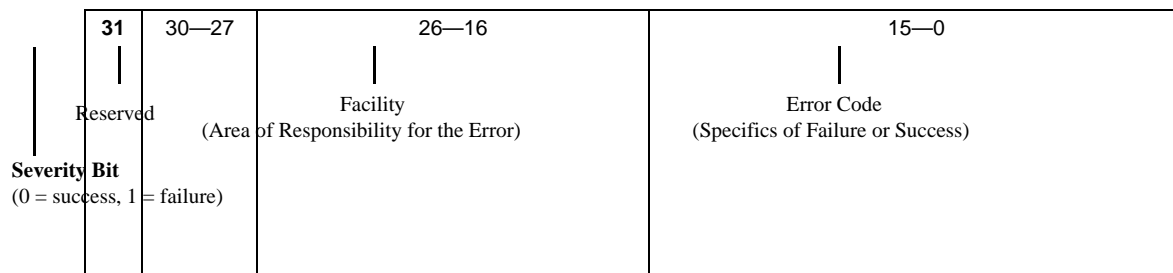 31 30—27 26—16 15—0
Reserved
Facility
(Area of Responsibility for the Error)
Error Code
(Specifics of Failure or Success)
Severity Bit
(0 = success, 1 = failure)